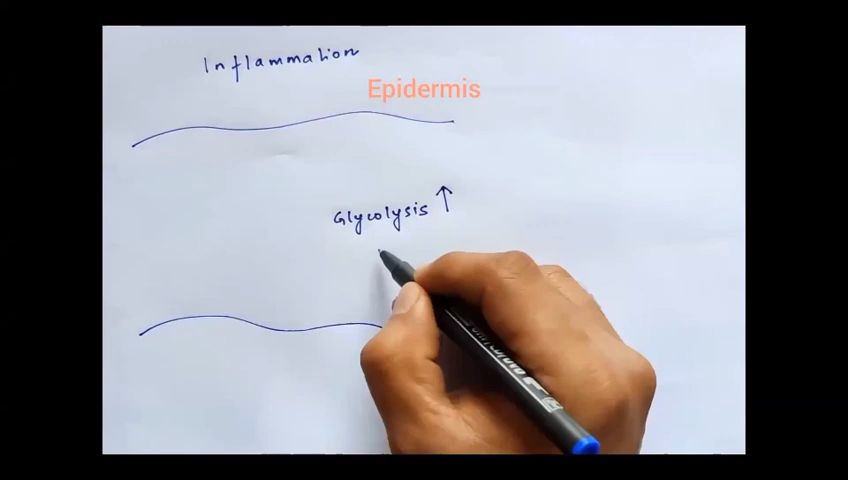 Inflammation
Epidermis
Glycolysis ↑